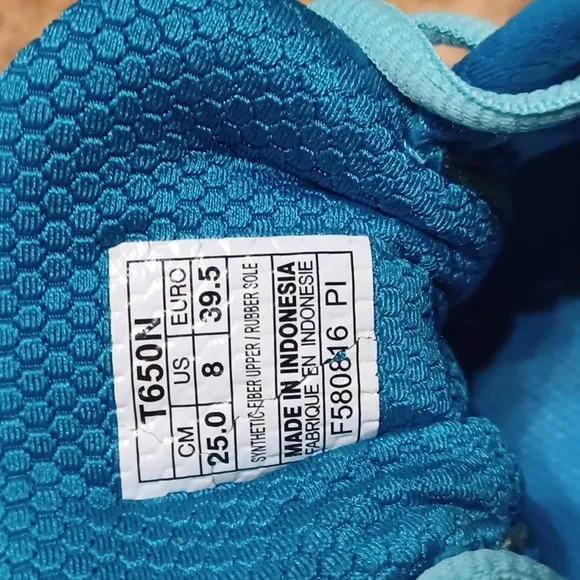 T650N
CM US EURO
25.0 8 39.5
SYNTHETIC-FIBER UPPER / RUBBER SOLE
MADE IN INDONESIA
FABRIQUE EN INDONESIE
F580816 PI